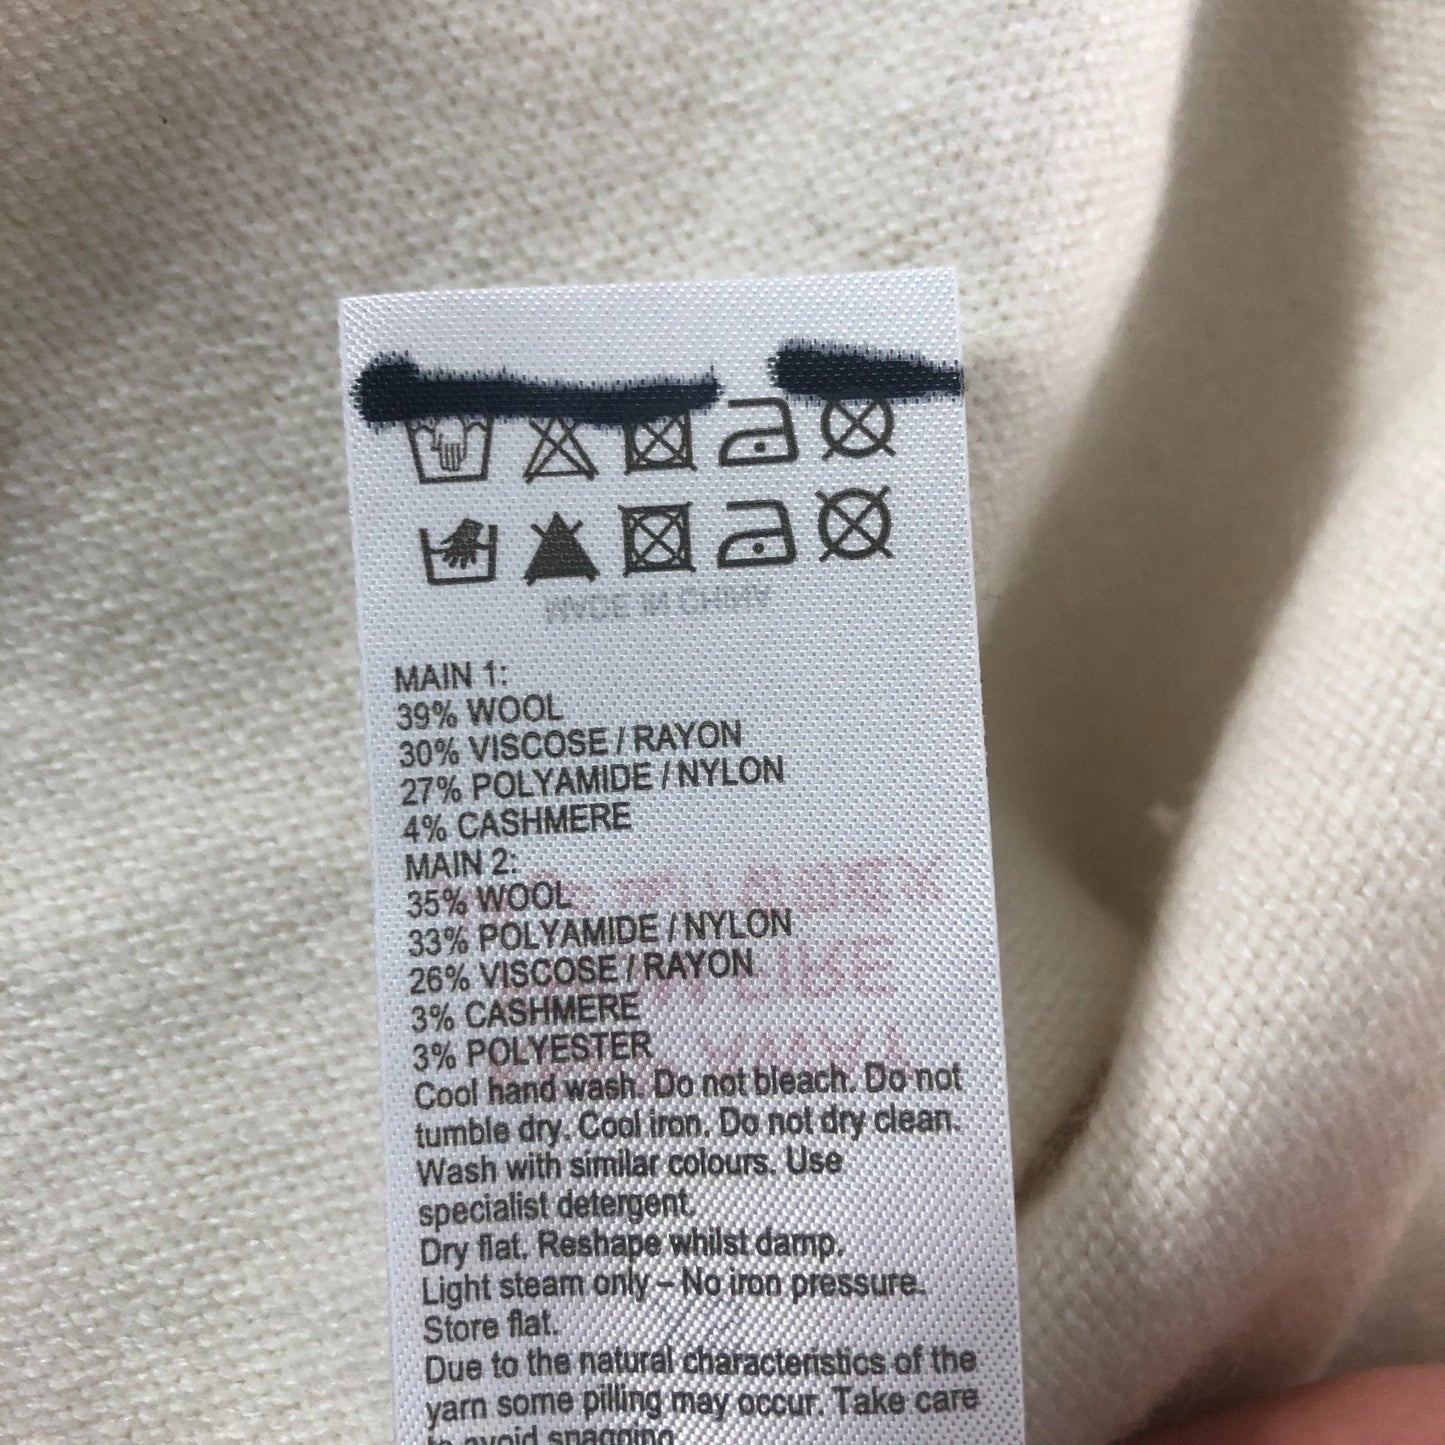 MAIN 1:
39% WOOL
30% VISCOSE / RAYON
27% POLYAMIDE / NYLON
4% CASHMERE
MAIN 2:
35% WOOL
33% POLYAMIDE / NYLON
26% VISCOSE / RAYON
3% CASHMERE
3% POLYESTER
Cool hand wash. Do not bleach. Do not
tumble dry. Cool iron. Do not dry clean.
Wash with similar colours. Use
specialist detergent.
Dry flat. Reshape whilst damp.
Light steam only – No iron pressure.
Store flat.
Due to the natural characteristics of the
yarn some pilling may occur. Take care
to avoid snagging.